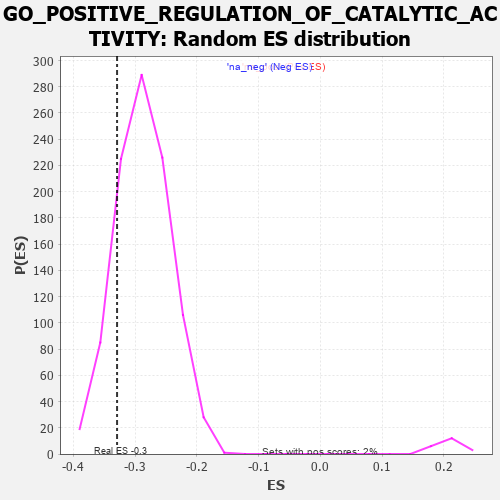 GO_POSITIVE_REGULATION_OF_CATALYTIC_AC
TIVITY: Random ES distribution
'na_neg' (Neg ES)
ES)
300
280
260
240
220
200
180
160
140
120
100
80
60
40
20
0
P(ES)
Real ES -0.3
Sets with pos scores: 2%
-0.4
-0.3
-0.2
-0.1
0.0
0.1
0.2
ES